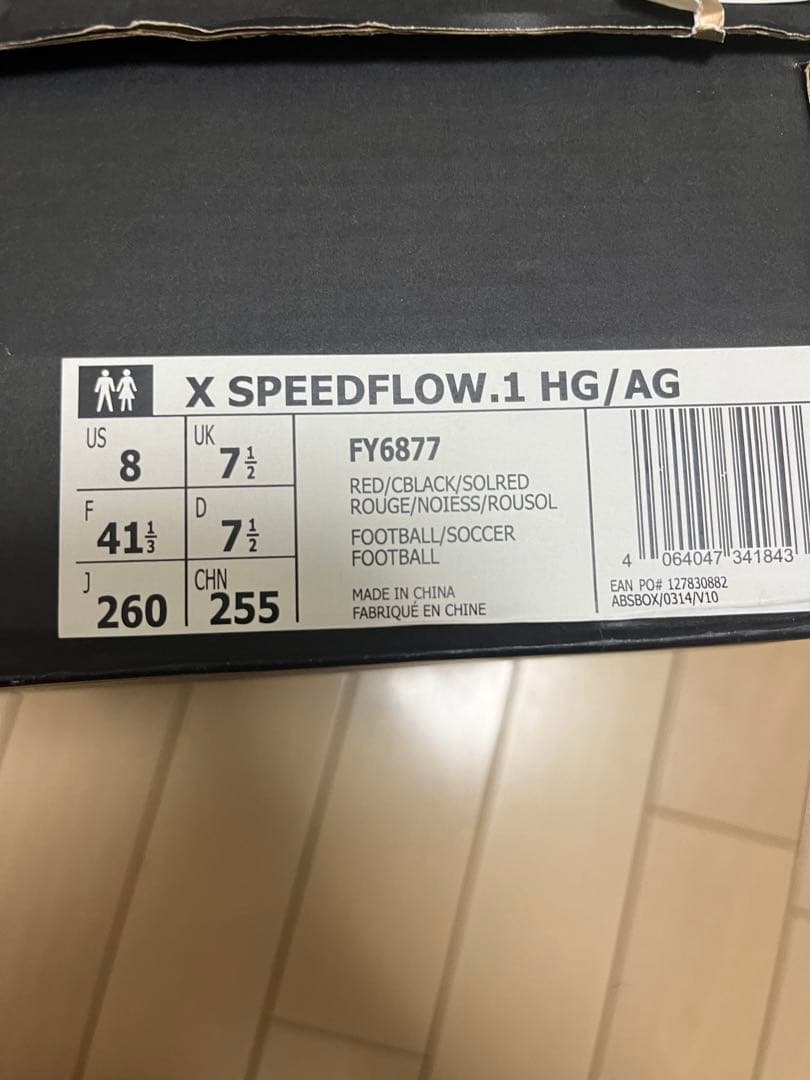 X SPEEDFLOW.1 HG/AG
US 8
UK 7½
F 41⅓
D 7½
J 260
CHN 255
FY6877
RED/CBLACK/SOLRED
ROUGE/NOIESS/ROUSOL
FOOTBALL/SOCCER
FOOTBALL
MADE IN CHINA
FABRIQUÉ EN CHINE
4 064047 341843
EAN PO# 127830882
ABSBOX/0314/V10